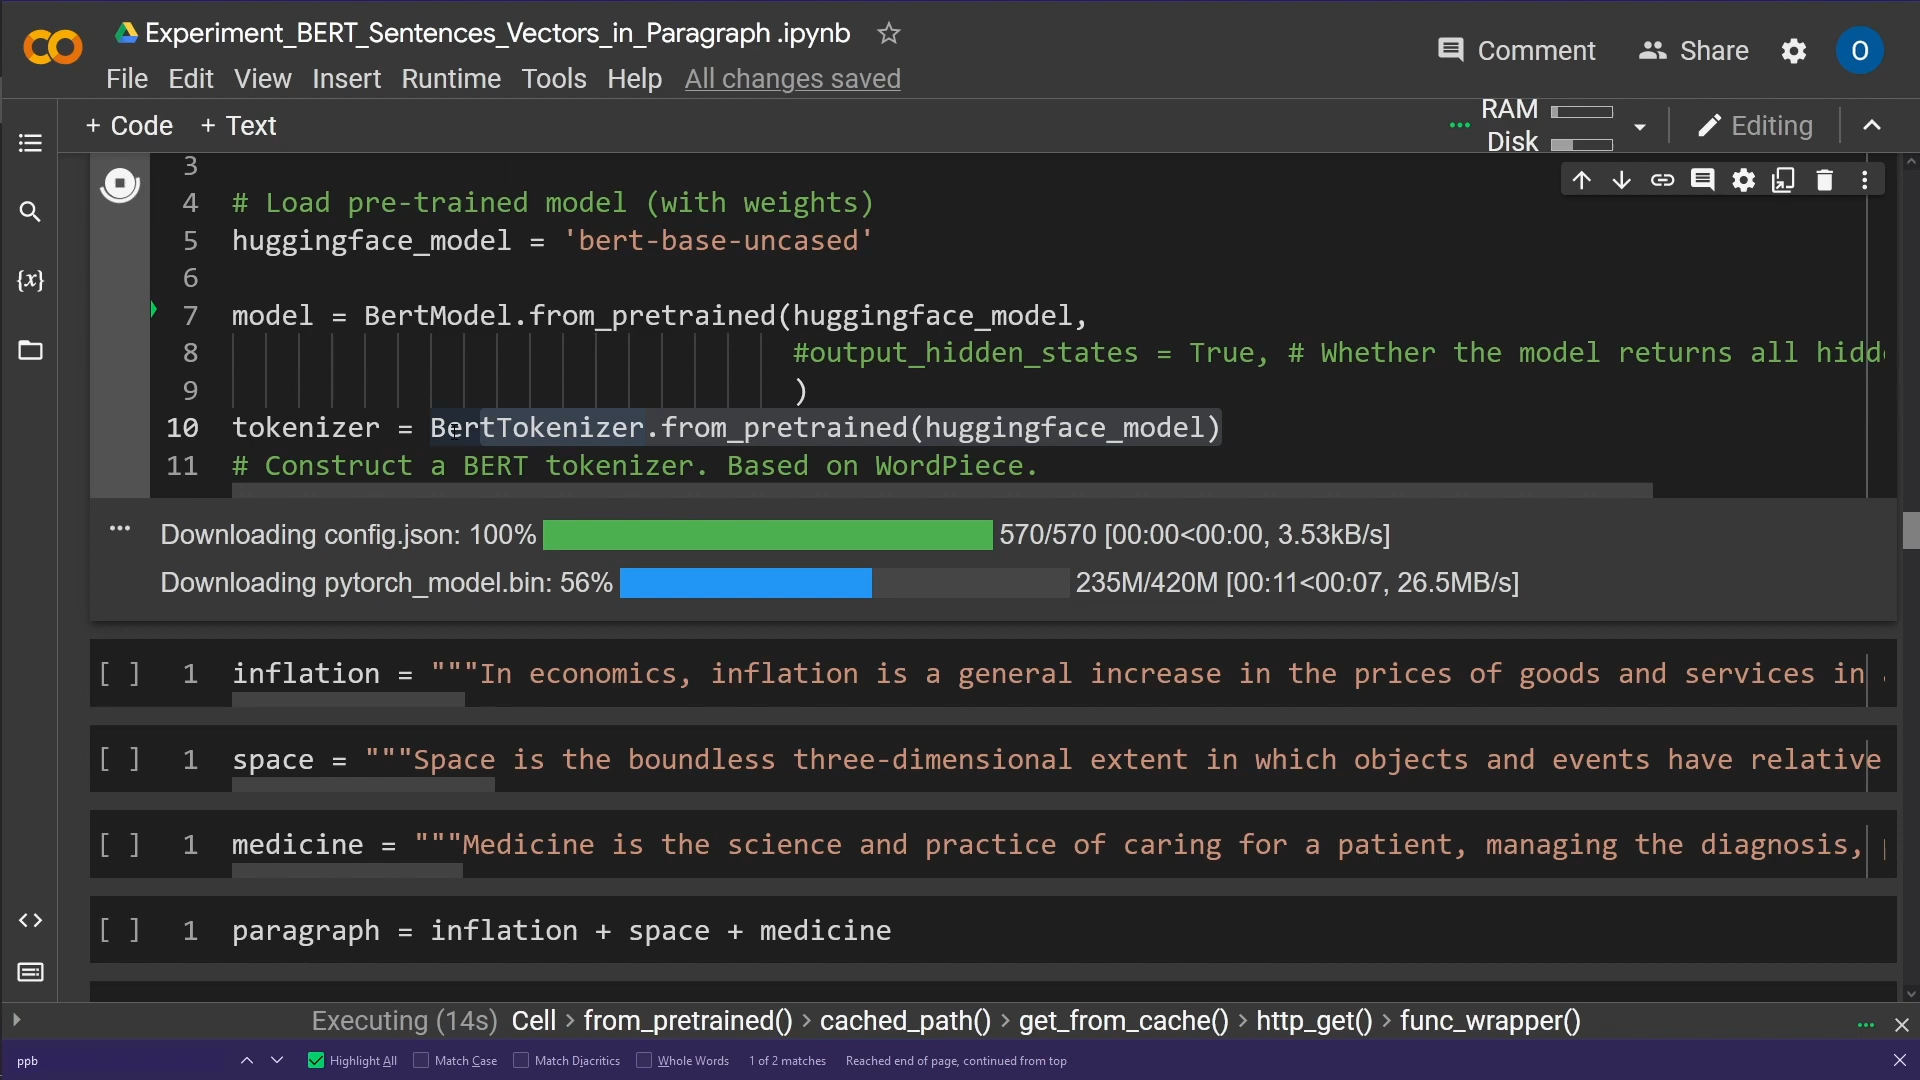 Experiment_BERT_Sentences_Vectors_in_Paragraph .ipynb
Comment Share O
File Edit View Insert Runtime Tools Help All changes saved
+ Code + Text
RAM
Disk
Editing
3
4 # Load pre-trained model (with weights)
5 huggingface_model = 'bert-base-uncased'
6
7 model = BertModel.from_pretrained(huggingface_model,
8 #output_hidden_states = True, # Whether the model returns all hidd
9 )
10 tokenizer = BertTokenizer.from_pretrained(huggingface_model)
11 # Construct a BERT tokenizer. Based on WordPiece.
Downloading config.json: 100% 570/570 [00:00<00:00, 3.53kB/s]
Downloading pytorch_model.bin: 56% 235M/420M [00:11<00:07, 26.5MB/s]
[ ] 1 inflation = """In economics, inflation is a general increase in the prices of goods and services in
[ ] 1 space = """Space is the boundless three-dimensional extent in which objects and events have relative
[ ] 1 medicine = """Medicine is the science and practice of caring for a patient, managing the diagnosis,
[ ] 1 paragraph = inflation + space + medicine
Executing (14s) Cell > from_pretrained() > cached_path() > get_from_cache() > http_get() > func_wrapper()
ppb Highlight All Match Case Match Diacritics Whole Words 1 of 2 matches Reached end of page, continued from top